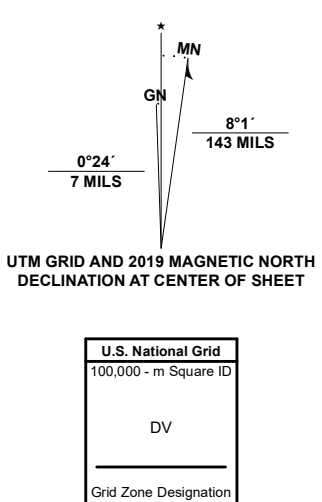 ★
MN
GN
8°1´
143 MILS
0°24´
7 MILS
UTM GRID AND 2019 MAGNETIC NORTH
DECLINATION AT CENTER OF SHEET
U.S. National Grid
100,000 - m Square ID
DV
Grid Zone Designation